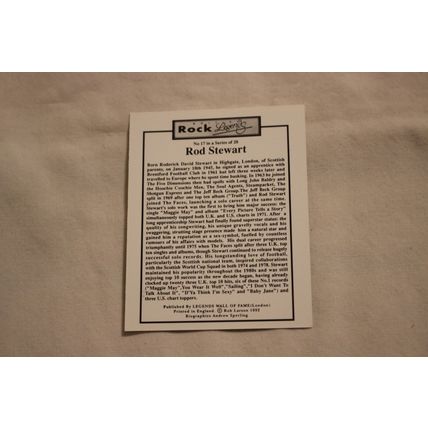 Rock Legends
No 17 in a Series of 20
Rod Stewart
Born Roderick David Stewart in Highgate, London, of Scottish
parents, on January 10th 1945, he signed as an apprentice with
Brentford Football Club in 1961 but left three weeks later and
travelled to Europe where he spent time busking. In 1963 he joined
The Five Dimensions then had spells with Long John Baldry and
the Hoochie Coochie Men, The Soul Agents, Steampacket, The
Shotgun Express and The Jeff Beck Group. The Jeff Beck Group
split in 1969 after one top ten album ("Truth") and Rod Stewart
joined The Faces, launching a solo career at the same time.
Stewart's solo work was the first to bring him major success: the
single "Maggie May" and album "Every Picture Tells a Story"
simultaneously topped both U.K. and U.S. charts in 1971. After a
long apprenticeship Stewart had finally found superstar status: the
quality of his songwriting, his unique gravelly vocals and his
swaggering, strutting stage presence made him a natural star and
gained him a reputation as a sex-symbol, fuelled by countless
rumours of his affairs with models. His dual career progressed
triumphantly until 1975 when The Faces split after three U.K. top
ten singles and albums, though Stewart continued to release hugely
successful solo records. His longstanding love of football,
particularly the Scottish national team, inspired collaborations
with the Scottish World Cup Squad in both 1974 and 1978. Stewart
maintained his popularity throughout the 1980s and was still
enjoying top 10 success as the new decade began, having already
clocked up twenty three U.K. top 10 hits, six of these No.1 records
("Maggie May","You Wear It Well","Sailing","I Don't Want To
Talk About It", "D'Ya Think I'm Sexy" and "Baby Jane") and
three U.S. chart toppers.
Published By LEGENDS WALL OF FAME (London)
Printed in England. © Rob Larson 1992
Biographies Andrew Sperling